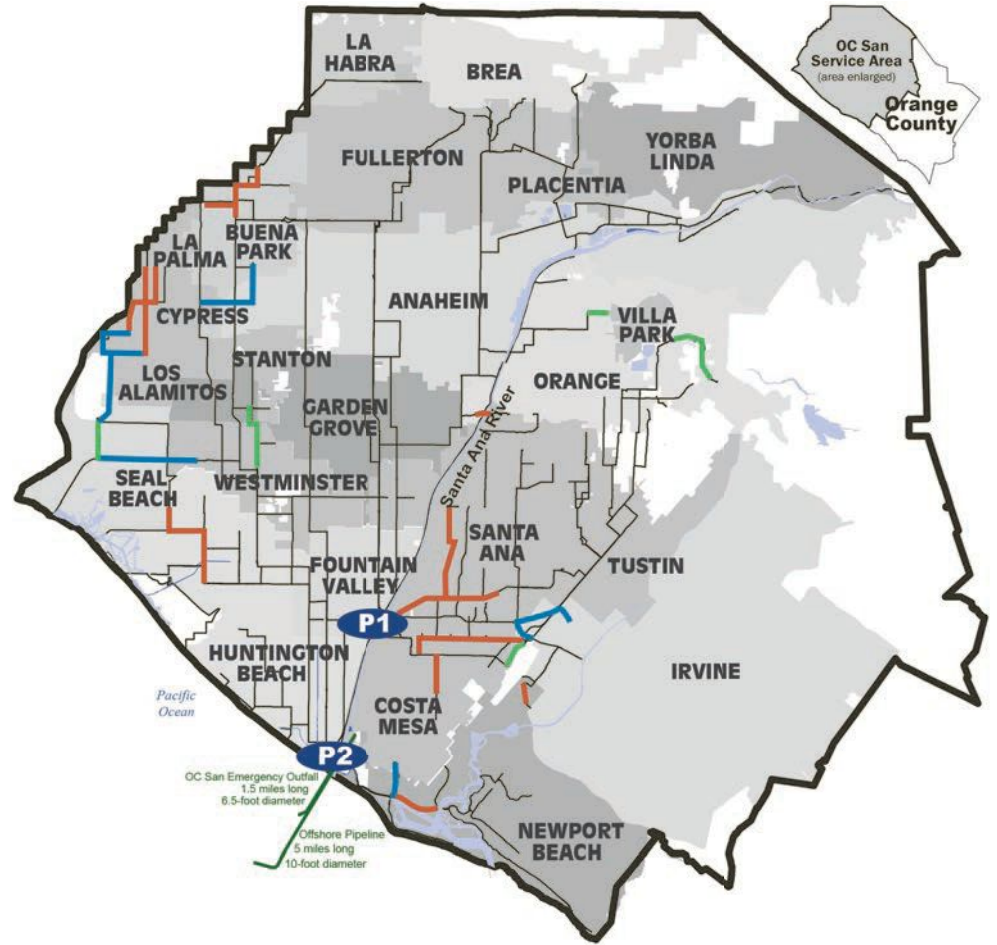 LA
HABRA
BREA
OC San
Service Area
(area enlarged)
Orange
County
YORBA
LINDA
FULLERTON
PLACENTIA
BUENA
PARK
LA
PALMA
ANAHEIM
CYPRESS
VILLA
PARK
STANTON
LOS
ALAMITOS
ORANGE
GARDEN
GROVE
Santa Ana River
SEAL
BEACH
WESTMINSTER
SANTA
ANA
FOUNTAIN
VALLEY
TUSTIN
P1
HUNTINGTON
BEACH
IRVINE
Pacific
Ocean
COSTA
MESA
P2
OC San Emergency Outfall
1.5 miles long
6.5-foot diameter
Offshore Pipeline
5 miles long
10-foot diameter
NEWPORT
BEACH